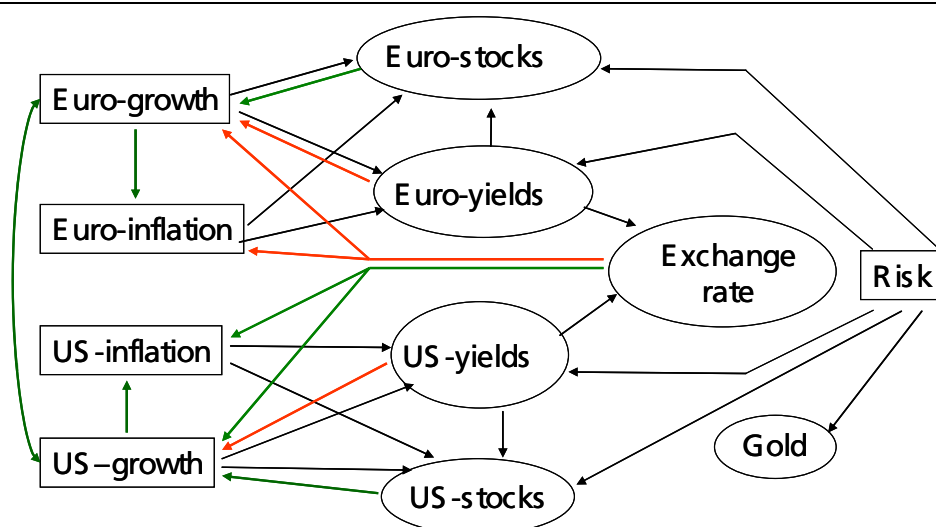 Euro-stocks
Euro-growth
Euro-yields
Euro-inflation
Exchange
rate
Risk
US-inflation
US-yields
Gold
US–growth
US-stocks